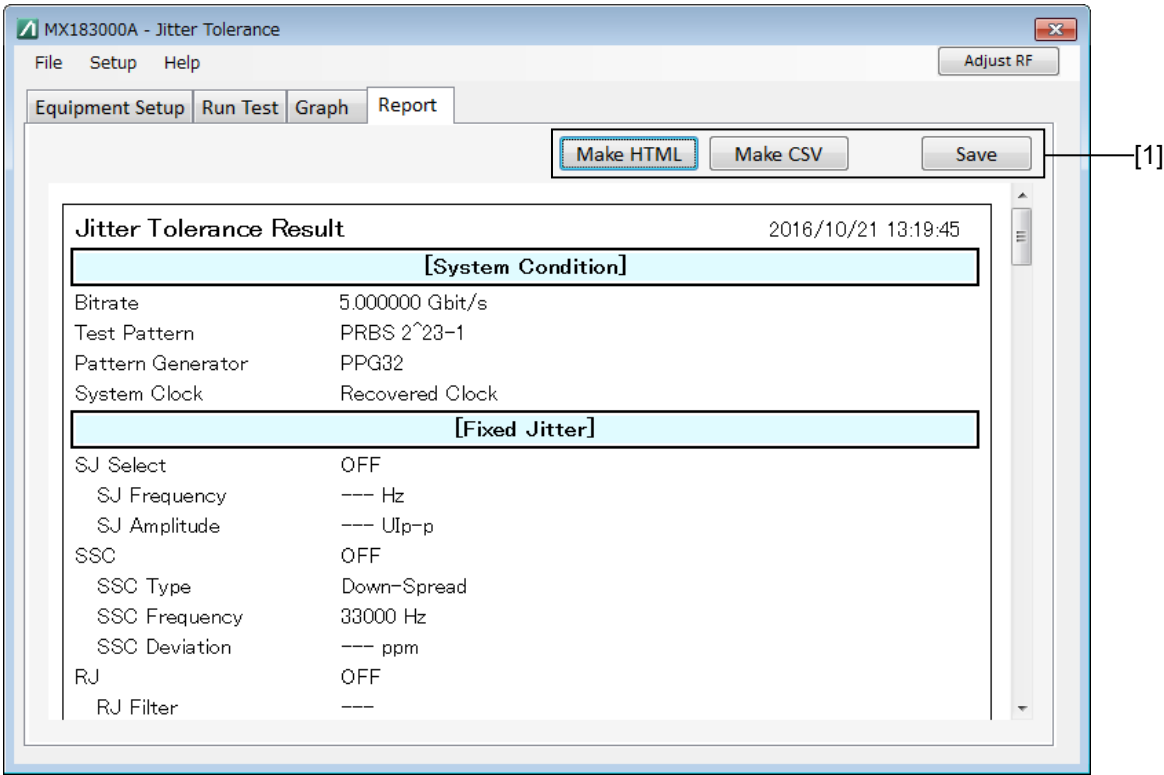 MX183000A - Jitter Tolerance
File Setup Help Adjust RF
Equipment Setup Run Test Graph Report
Make HTML Make CSV Save [1]
Jitter Tolerance Result 2016/10/21 13:19:45
[System Condition]
Bitrate 5.000000 Gbit/s
Test Pattern PRBS 2^23-1
Pattern Generator PPG32
System Clock Recovered Clock
[Fixed Jitter]
SJ Select OFF
SJ Frequency --- Hz
SJ Amplitude --- UIp-p
SSC OFF
SSC Type Down-Spread
SSC Frequency 33000 Hz
SSC Deviation --- ppm
RJ OFF
RJ Filter ---